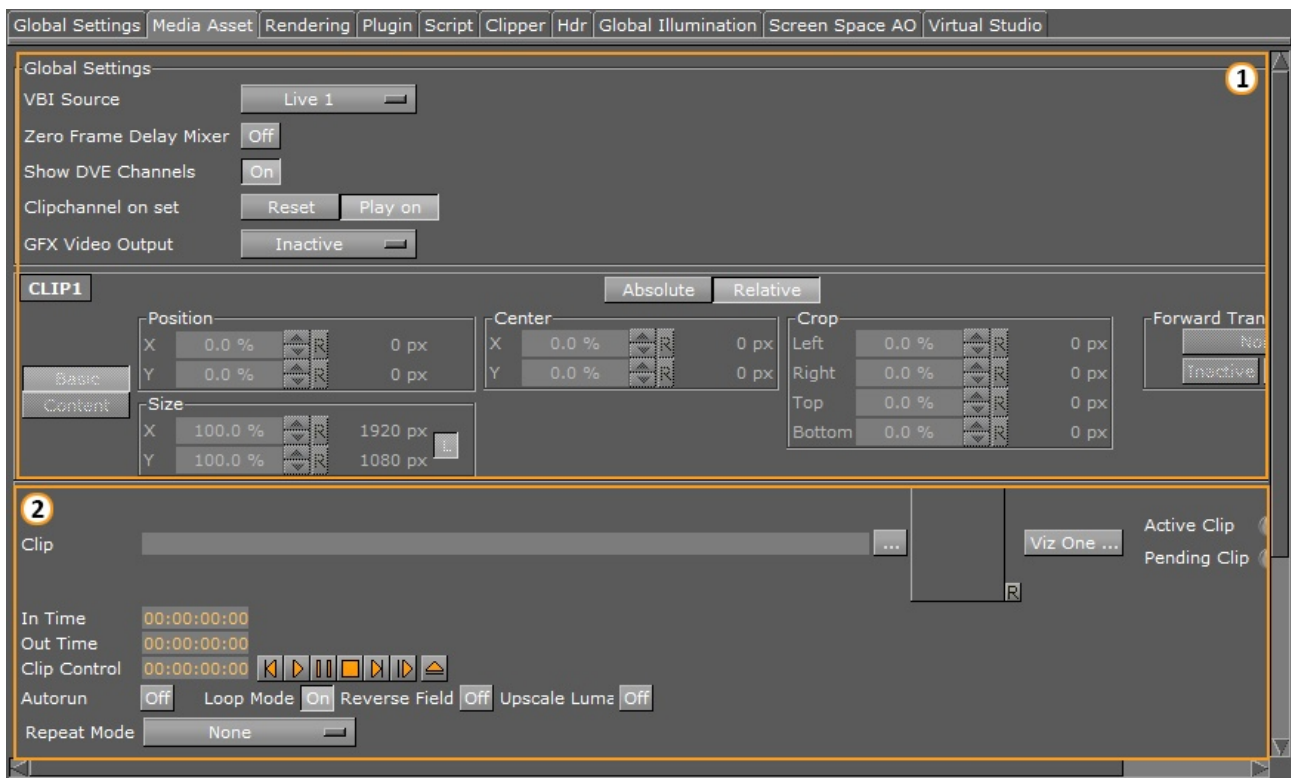 Global Settings Media Asset Rendering Plugin Script Clipper Hdr Global Illumination Screen Space AO Virtual Studio
Global Settings
1
VBI Source Live 1
Zero Frame Delay Mixer Off
Show DVE Channels On
Clipchannel on set Reset Play on
GFX Video Output Inactive
CLIP1 Absolute Relative
Position Center Crop Forward Tran
X 0.0 % R 0 px X 0.0 % R 0 px Left 0.0 % R 0 px No
Basic Y 0.0 % R 0 px Y 0.0 % R 0 px Right 0.0 % R 0 px Inactive
Content Size Top 0.0 % R 0 px
X 100.0 % R 1920 px L Bottom 0.0 % R 0 px
Y 100.0 % R 1080 px
2
Active Clip
Clip ... Viz One ...
Pending Clip
R
In Time 00:00:00:00
Out Time 00:00:00:00
Clip Control 00:00:00:00
Autorun Off Loop Mode On Reverse Field Off Upscale Luma Off
Repeat Mode None